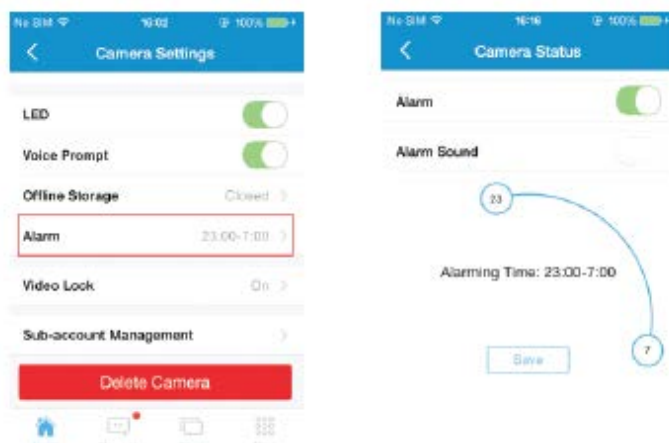 No SIM 16:02 100%
Camera Settings
LED
Voice Prompt
Offline Storage Closed
Alarm 23:00-7:00
Video Lock On
Sub-account Management
Delete Camera
No SIM 16:16 100%
Camera Status
Alarm
Alarm Sound
23
Alarming Time: 23:00-7:00
7
Save